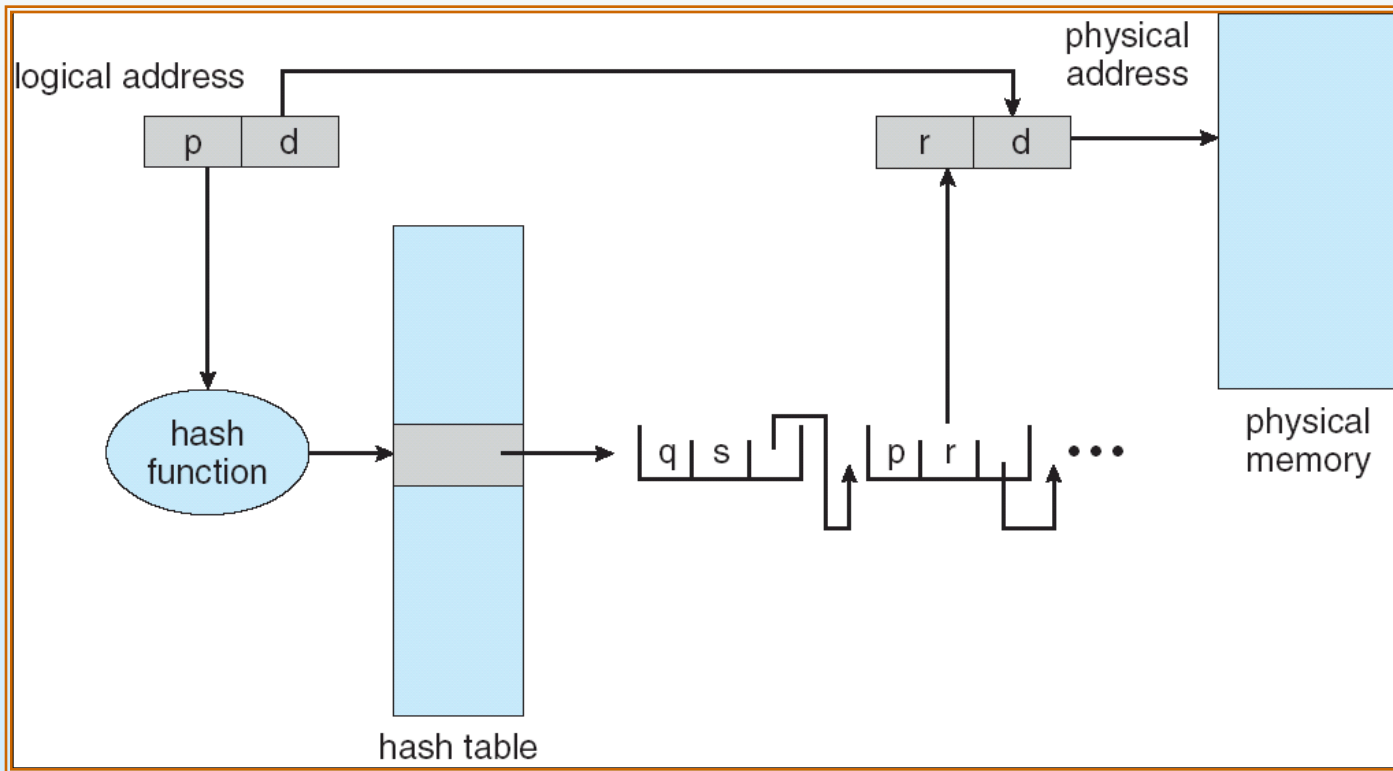 physical
address
logical address
p d
r d
hash
function
q s
p r
physical
memory
hash table